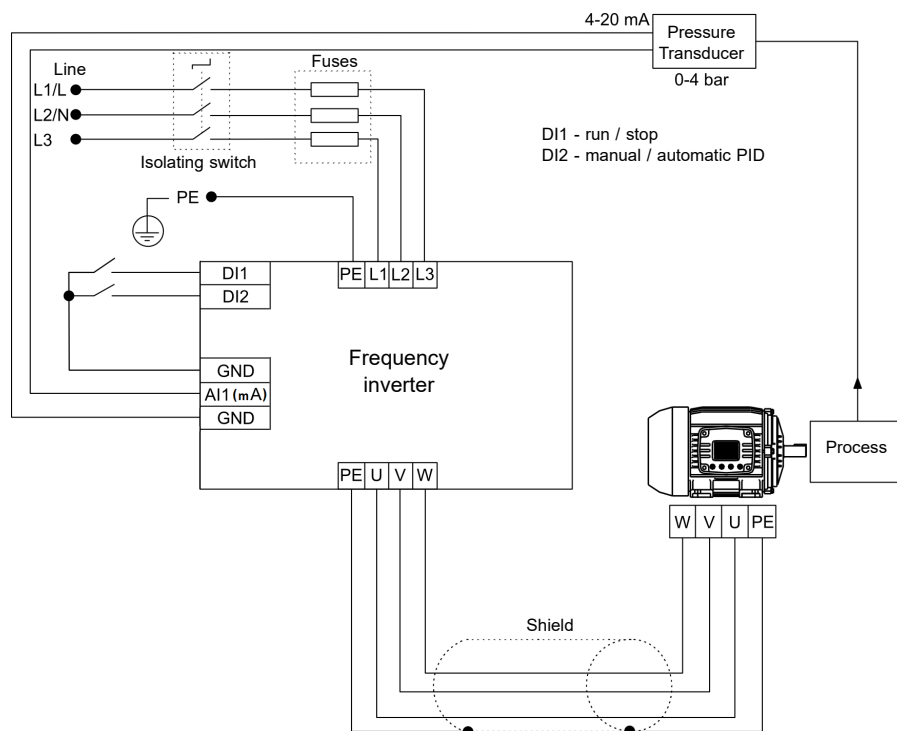 4-20 mA
Pressure
Transducer
0-4 bar
Line
Fuses
L1/L
L2/N
L3
Isolating switch
DI1 - run / stop
DI2 - manual / automatic PID
PE
PE L1 L2 L3
DI1
DI2
Frequency
inverter
GND
AI1 (mA)
GND
Process
PE U V W
W V U PE
Shield